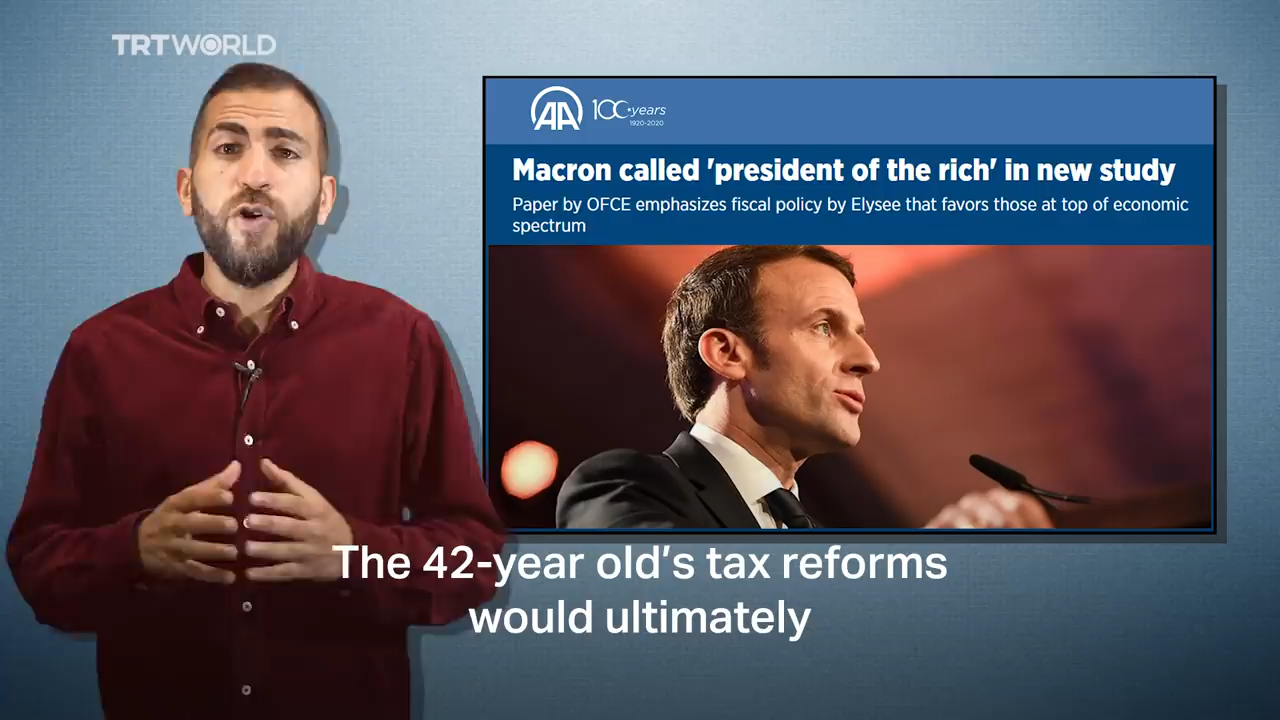 TRT WORLD
AA 100 years
1920-2020
Macron called 'president of the rich' in new study
Paper by OFCE emphasizes fiscal policy by Elysee that favors those at top of economic
spectrum
The 42-year old's tax reforms
would ultimately